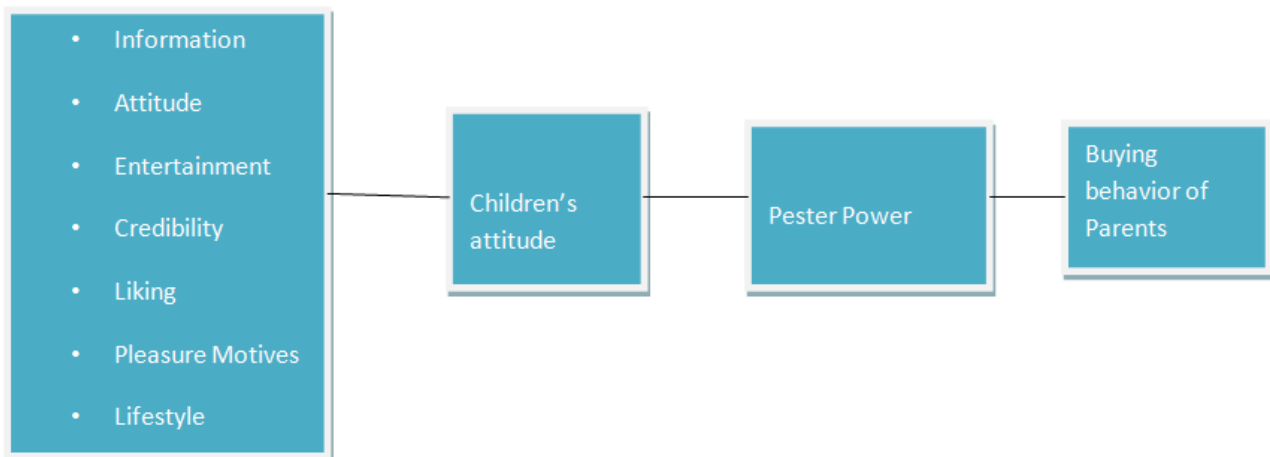 • Information
• Attitude
• Entertainment
• Credibility
• Liking
• Pleasure Motives
• Lifestyle
Children’s
attitude
Pester Power
Buying
behavior of
Parents